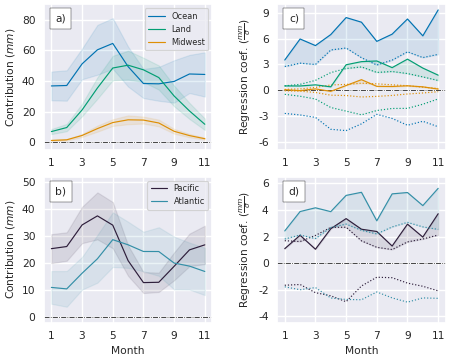 a)
Ocean
Land
Midwest
Contribution (mm)
80
60
40
20
0
1 3 5 7 9 11
c)
Regression coef. (mm/σ)
9
6
3
0
-3
-6
1 3 5 7 9 11
b)
Pacific
Atlantic
Contribution (mm)
50
40
30
20
10
0
1 3 5 7 9 11
Month
d)
Regression coef. (mm/σ)
6
4
2
0
-2
-4
1 3 5 7 9 11
Month